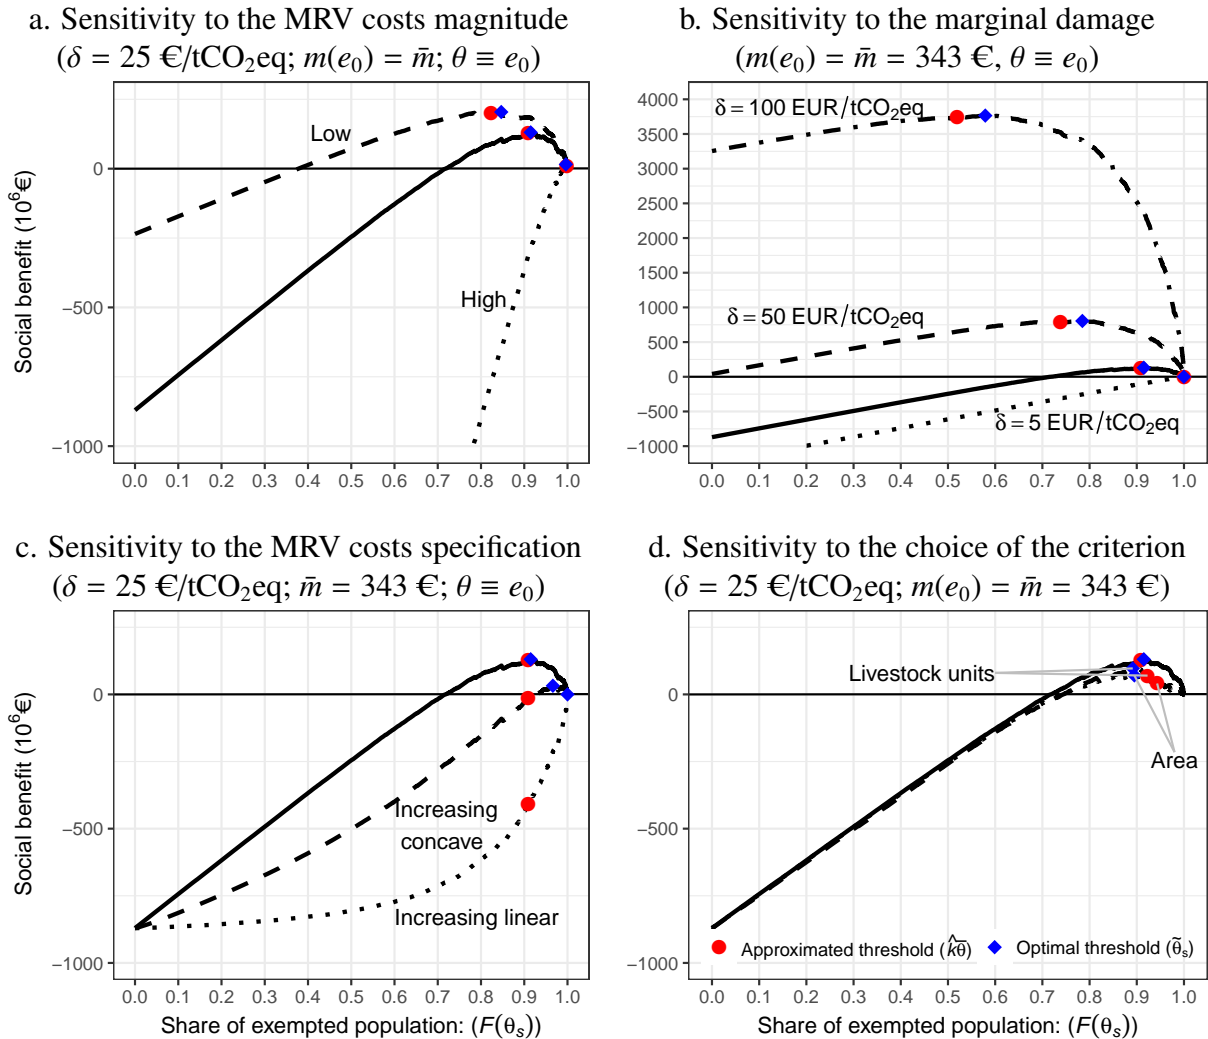 a. Sensitivity to the MRV costs magnitude
(δ = 25 €/tCO₂eq; m(e₀) = m̄; θ ≡ e₀)
Social benefit (10⁶€)
0
−500
−1000
Low
High
0.0 0.1 0.2 0.3 0.4 0.5 0.6 0.7 0.8 0.9 1.0
b. Sensitivity to the marginal damage
(m(e₀) = m̄ = 343 €, θ ≡ e₀)
4000
3500
3000
2500
2000
1500
1000
500
0
−500
−1000
δ = 100 EUR/tCO₂eq
δ = 50 EUR/tCO₂eq
δ = 5 EUR/tCO₂eq
0.0 0.1 0.2 0.3 0.4 0.5 0.6 0.7 0.8 0.9 1.0
c. Sensitivity to the MRV costs specification
(δ = 25 €/tCO₂eq; m̄ = 343 €; θ ≡ e₀)
Social benefit (10⁶€)
0
−500
−1000
Increasing
concave
Increasing linear
0.0 0.1 0.2 0.3 0.4 0.5 0.6 0.7 0.8 0.9 1.0
Share of exempted population: (F(θₛ))
d. Sensitivity to the choice of the criterion
(δ = 25 €/tCO₂eq; m(e₀) = m̄ = 343 €)
0
−500
−1000
Livestock units
Area
Approximated threshold (k̂θ̄) Optimal threshold (θ̃ₛ)
0.0 0.1 0.2 0.3 0.4 0.5 0.6 0.7 0.8 0.9 1.0
Share of exempted population: (F(θₛ))